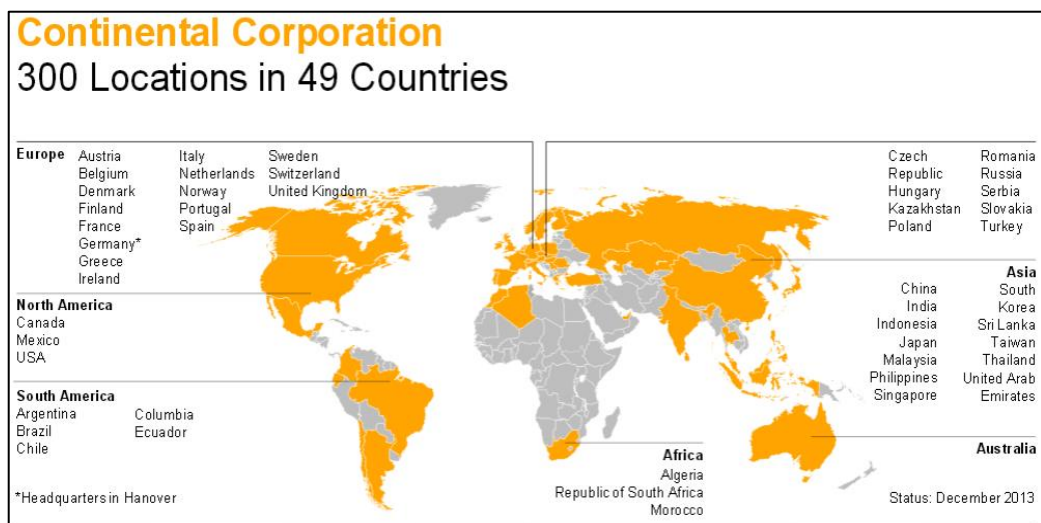 Continental Corporation
300 Locations in 49 Countries
Europe
Austria
Belgium
Denmark
Finland
France
Germany*
Greece
Ireland
Italy
Netherlands
Norway
Portugal
Spain
Sweden
Switzerland
United Kingdom
Czech
Republic
Hungary
Kazakhstan
Poland
Romania
Russia
Serbia
Slovakia
Turkey
North America
Canada
Mexico
USA
Asia
China
India
Indonesia
Japan
Malaysia
Philippines
Singapore
South
Korea
Sri Lanka
Taiwan
Thailand
United Arab
Emirates
South America
Argentina
Brazil
Chile
Columbia
Ecuador
Africa
Algeria
Republic of South Africa
Morocco
Australia
*Headquarters in Hanover
Status: December 2013